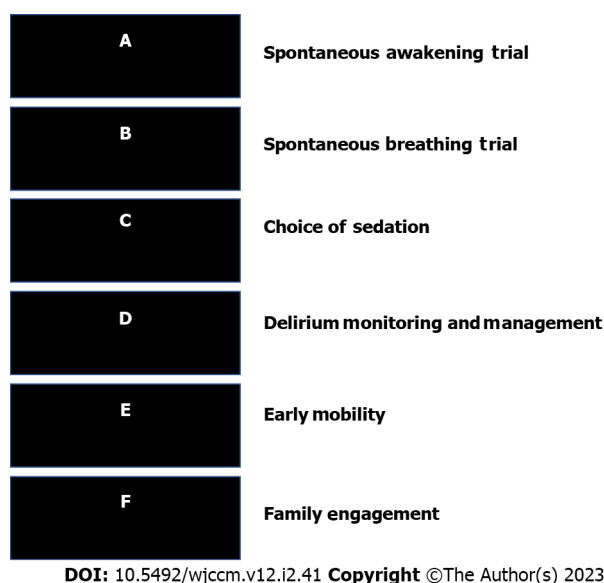 A
Spontaneous awakening trial
B
Spontaneous breathing trial
C
Choice of sedation
D
Delirium monitoring and management
E
Early mobility
F
Family engagement
DOI: 10.5492/wjccm.v12.i2.41 Copyright ©The Author(s) 2023